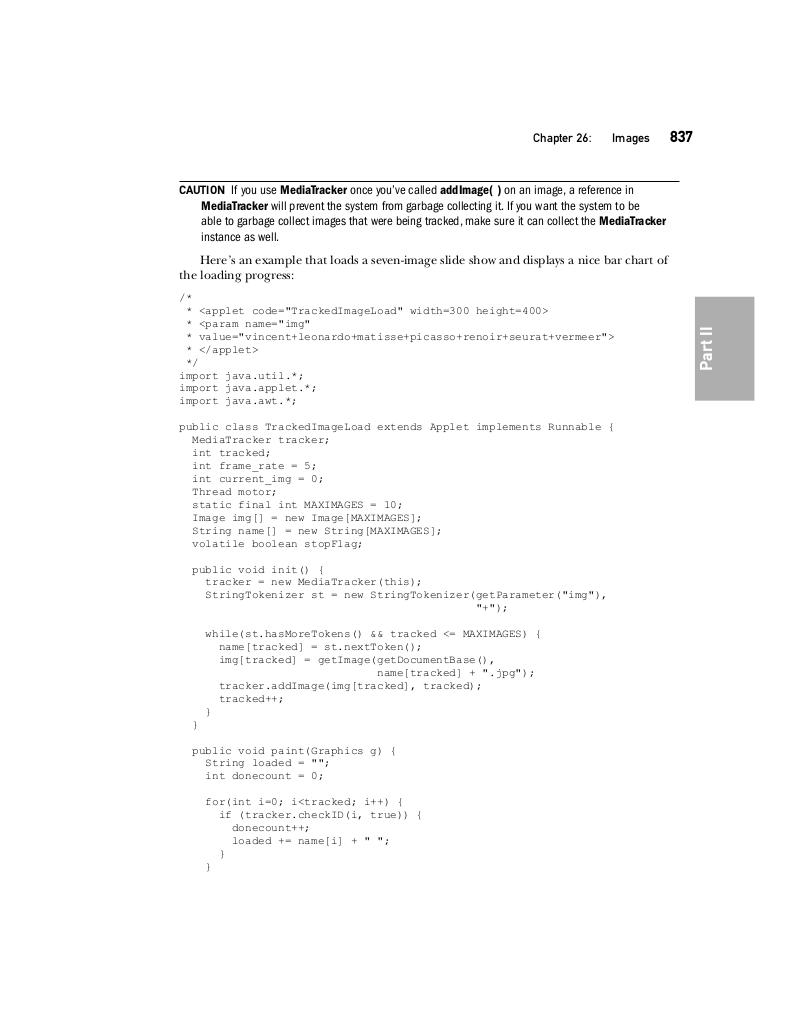 Chapter 26: Images 837
CAUTION If you use MediaTracker once you've called addImage( ) on an image, a reference in
MediaTracker will prevent the system from garbage collecting it. If you want the system to be
able to garbage collect images that were being tracked, make sure it can collect the MediaTracker
instance as well.
Here's an example that loads a seven-image slide show and displays a nice bar chart of
the loading progress:
/*
 * <applet code="TrackedImageLoad" width=300 height=400>
 * <param name="img"
 * value="vincent+leonardo+matisse+picasso+renoir+seurat+vermeer">
 * </applet>
 */
import java.util.*;
import java.applet.*;
import java.awt.*;
public class TrackedImageLoad extends Applet implements Runnable {
  MediaTracker tracker;
  int tracked;
  int frame_rate = 5;
  int current_img = 0;
  Thread motor;
  static final int MAXIMAGES = 10;
  Image img[] = new Image[MAXIMAGES];
  String name[] = new String[MAXIMAGES];
  volatile boolean stopFlag;
  public void init() {
    tracker = new MediaTracker(this);
    StringTokenizer st = new StringTokenizer(getParameter("img"),
                                             "+");
    while(st.hasMoreTokens() && tracked <= MAXIMAGES) {
      name[tracked] = st.nextToken();
      img[tracked] = getImage(getDocumentBase(),
                              name[tracked] + ".jpg");
      tracker.addImage(img[tracked], tracked);
      tracked++;
    }
  }
  public void paint(Graphics g) {
    String loaded = "";
    int donecount = 0;
    for(int i=0; i<tracked; i++) {
      if (tracker.checkID(i, true)) {
        donecount++;
        loaded += name[i] + " ";
      }
    }
Part II